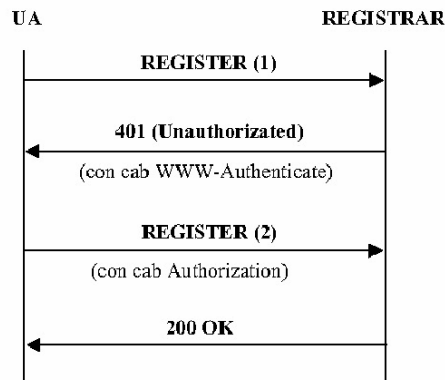 UA
REGISTRAR
REGISTER (1)
401 (Unauthorizated)
(con cab WWW-Authenticate)
REGISTER (2)
(con cab Authorization)
200 OK